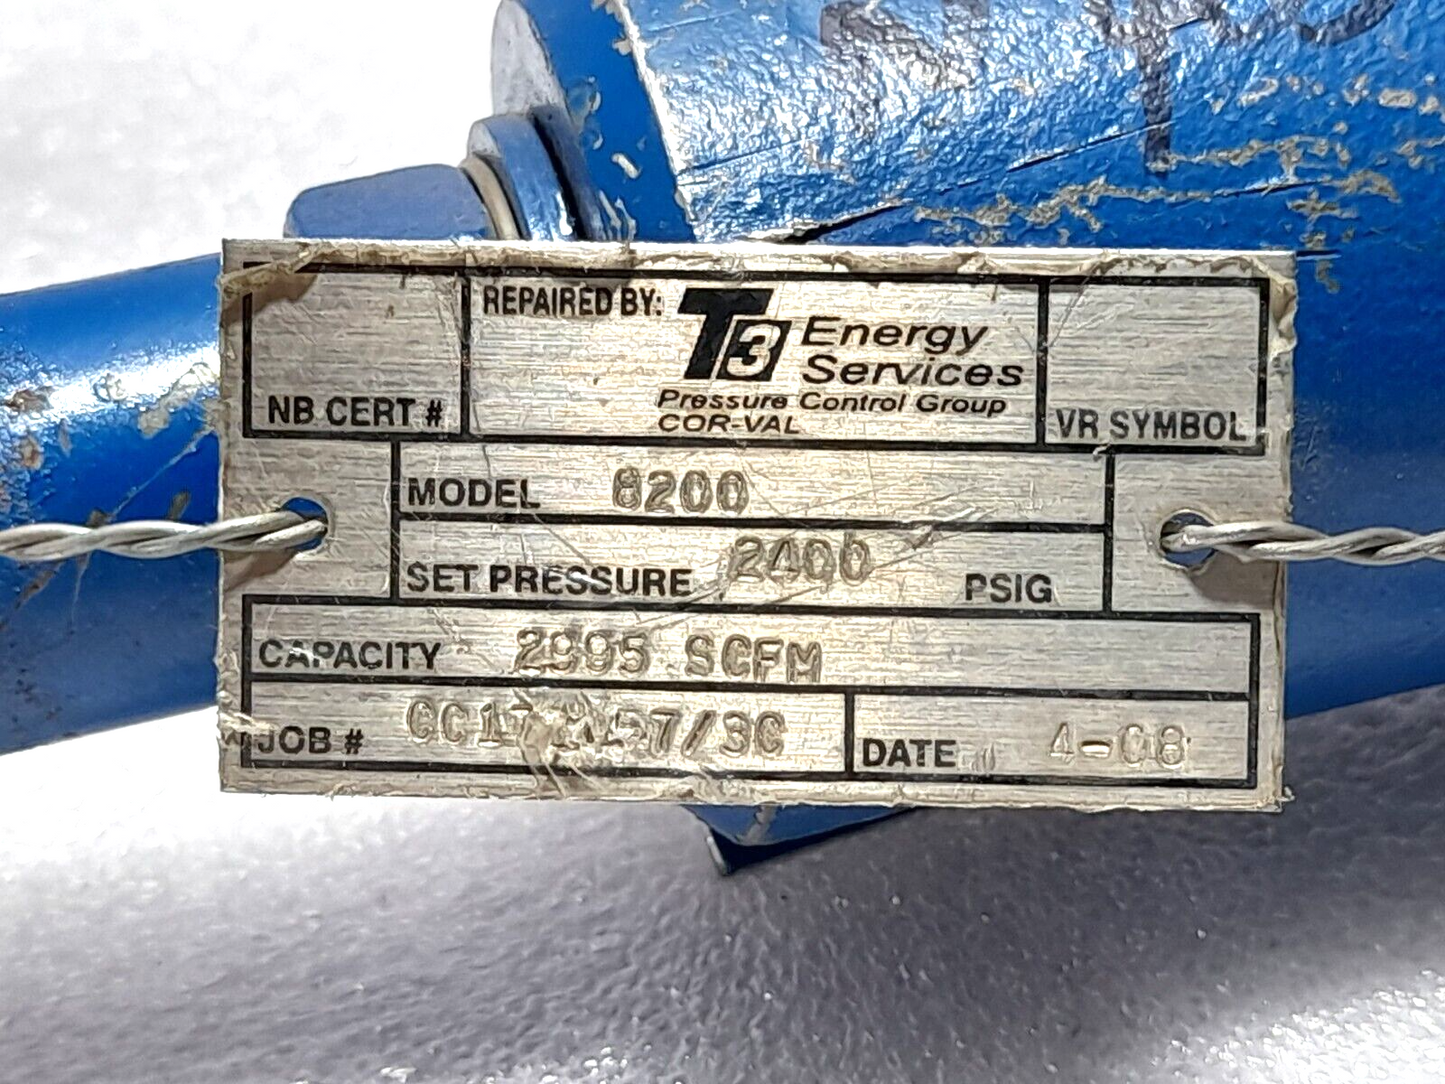 REPAIRED BY: T3 Energy
Services
Pressure Control Group
COR-VAL
NB CERT #
VR SYMBOL
MODEL 8200
SET PRESSURE 2400 PSIG
CAPACITY 2995 SCFM
JOB #
DATE 4-08